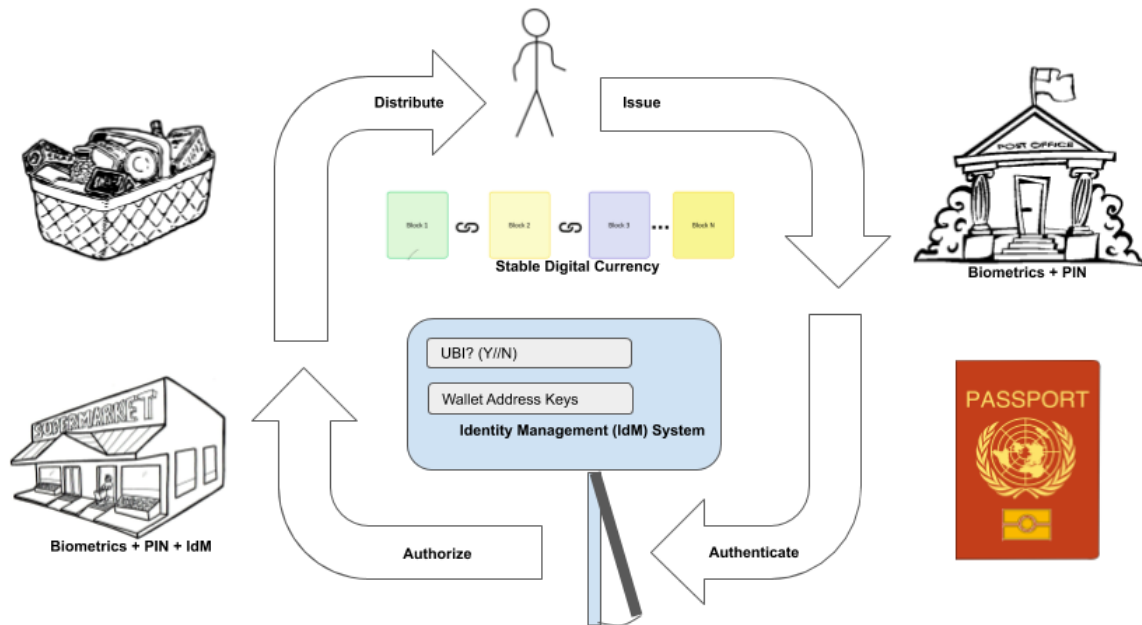 Distribute
Issue
POST OFFICE
Biometrics + PIN
Block 1
Block 2
Block 3
Block N
Stable Digital Currency
UBI? (Y//N)
Wallet Address Keys
Identity Management (IdM) System
PASSPORT
SUPERMARKET
Biometrics + PIN + IdM
Authorize
Authenticate